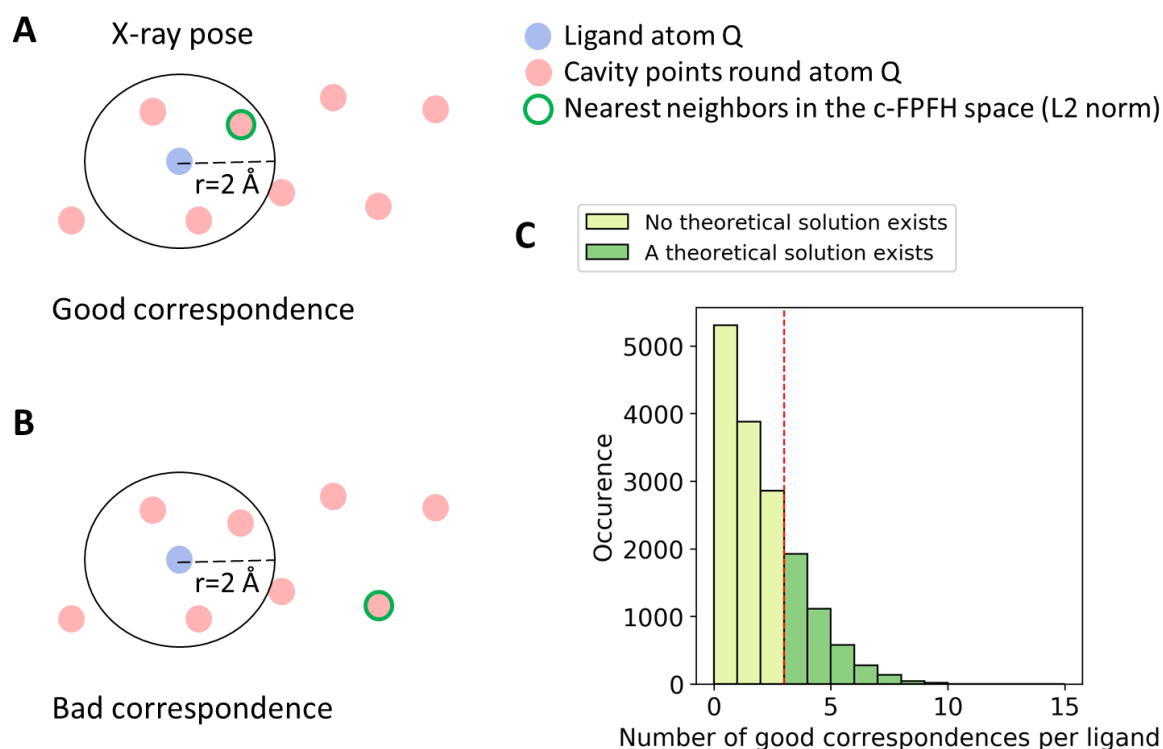 A
X-ray pose
r=2 Å
Good correspondence
Ligand atom Q
Cavity points round atom Q
Nearest neighbors in the c-FPFH space (L2 norm)
B
r=2 Å
Bad correspondence
C
No theoretical solution exists
A theoretical solution exists
Occurence
5000
4000
3000
2000
1000
0
0 5 10 15
Number of good correspondences per ligand